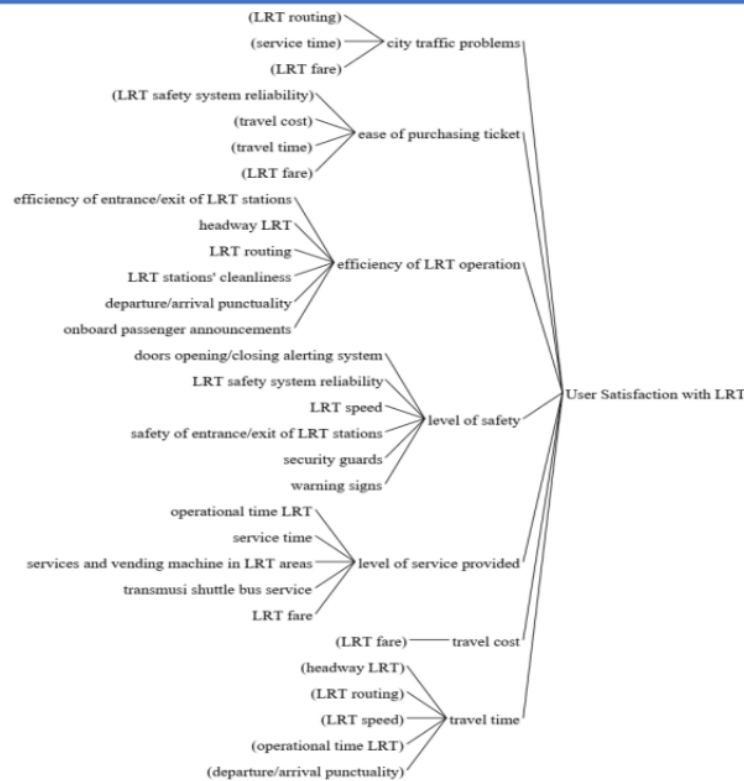 (LRT routing)
(service time)
city traffic problems
(LRT fare)
(LRT safety system reliability)
(travel cost)
ease of purchasing ticket
(travel time)
(LRT fare)
efficiency of entrance/exit of LRT stations
headway LRT
LRT routing
efficiency of LRT operation
LRT stations' cleanliness
departure/arrival punctuality
onboard passenger announcements
doors opening/closing alerting system
LRT safety system reliability
User Satisfaction with LRT
LRT speed
level of safety
safety of entrance/exit of LRT stations
security guards
warning signs
operational time LRT
service time
services and vending machine in LRT areas
level of service provided
transmusi shuttle bus service
LRT fare
(LRT fare)
travel cost
(headway LRT)
(LRT routing)
(LRT speed)
travel time
(operational time LRT)
(departure/arrival punctuality)